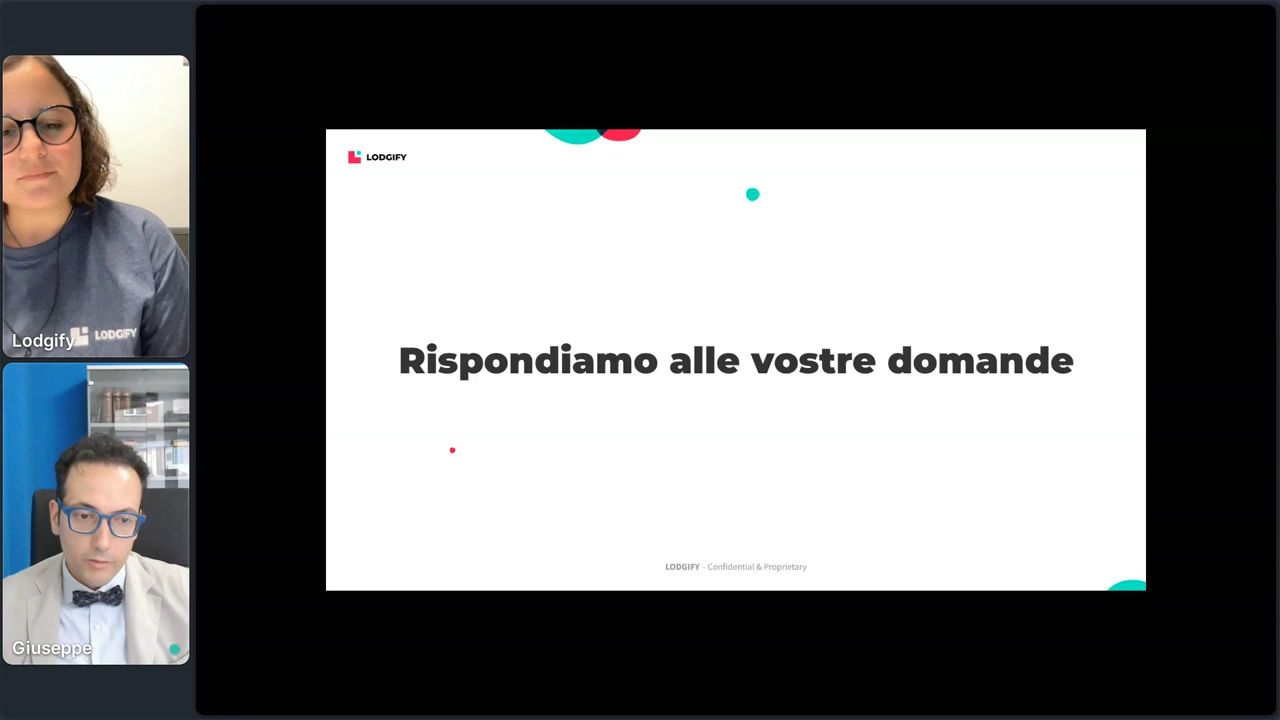 LODGIFY
Rispondiamo alle vostre domande
LODGIFY – Confidential & Proprietary
LODGIFY
Lodgify
Giuseppe